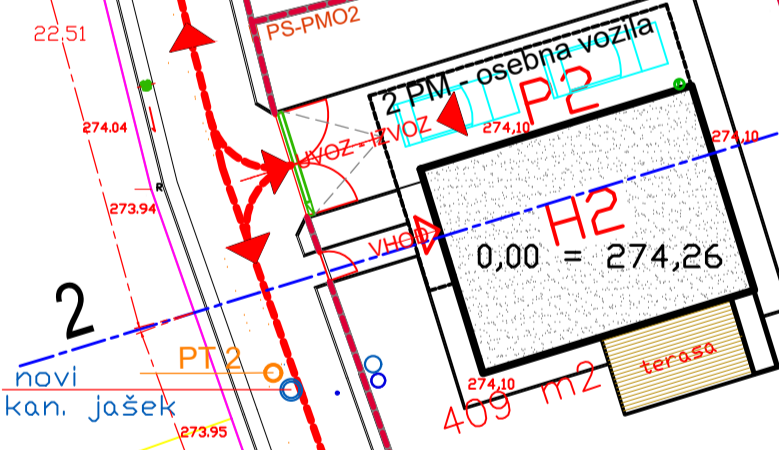 22.51
PS-PMO2
2 PM - osebna vozila
P2
274.04
UVOZ - IZVOZ
274,10
274,10
R
273.94
H2
VHOD
0,00 = 274,26
2
PT 2
novi
kan. jašek
terasa
274,10
409 m2
273.95